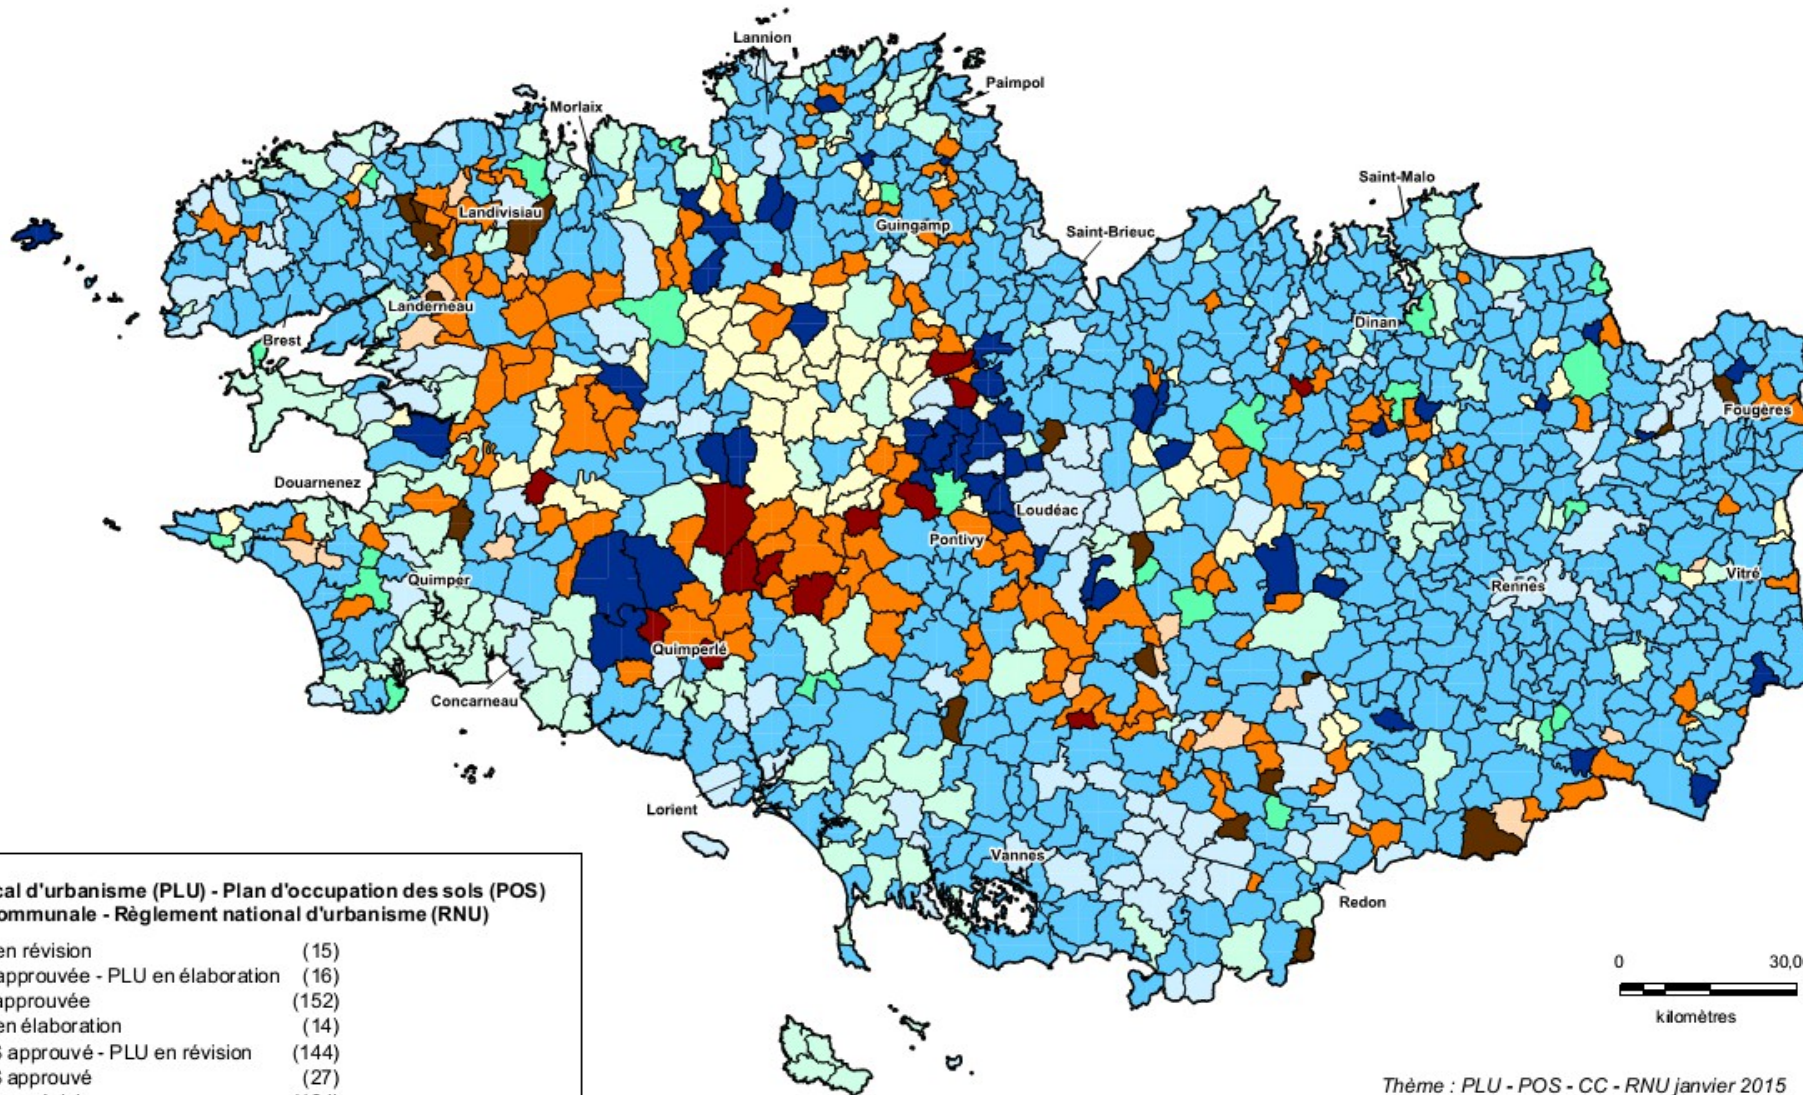 Lannion
Paimpol
Morlaix
Saint-Malo
Landivisiau
Guingamp
Saint-Brieuc
Landerneau
Dinan
Brest
Fougères
Douarnenez
Loudéac
Pontivy
Quimper
Rennes
Vitré
Quimperlé
Concarneau
Lorient
Vannes
Redon
cal d'urbanisme (PLU) - Plan d'occupation des sols (POS)
ommunale - Règlement national d'urbanisme (RNU)
en révision (15)
approuvée - PLU en élaboration (16)
approuvée (152)
en élaboration (14)
S approuvé - PLU en révision (144)
S approuvé (27)
0 30,0
kilomètres
Thème : PLU - POS - CC - RNU janvier 2015